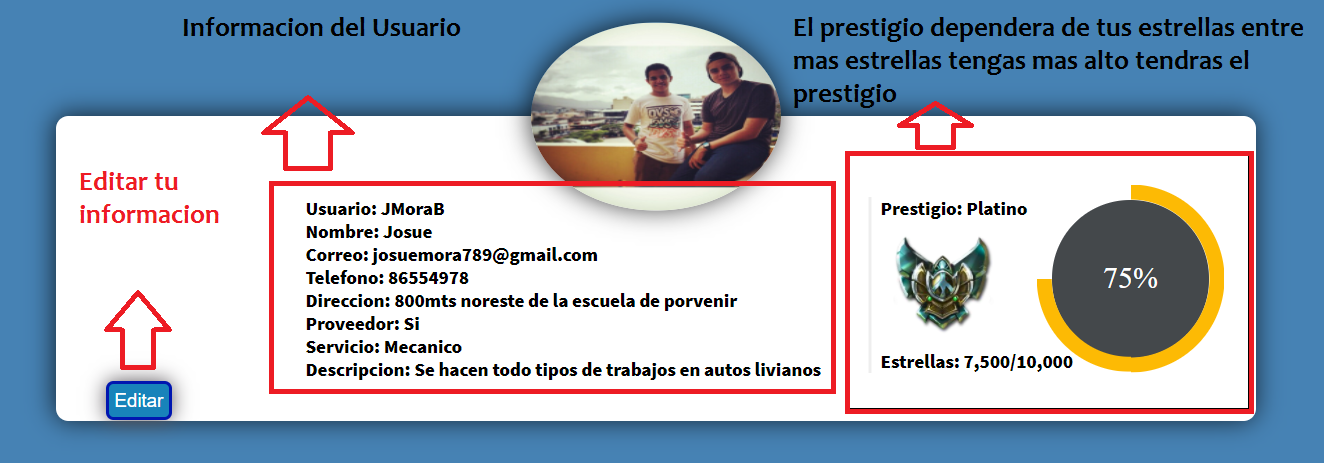 Informacion del Usuario
El prestigio dependera de tus estrellas entre
mas estrellas tengas mas alto tendras el
prestigio
Editar tu
informacion
Editar
Usuario: JMoraB
Nombre: Josue
Correo: josuemora789@gmail.com
Telefono: 86554978
Direccion: 800mts noreste de la escuela de porvenir
Proveedor: Si
Servicio: Mecanico
Descripcion: Se hacen todo tipos de trabajos en autos livianos
Prestigio: Platino
75%
Estrellas: 7,500/10,000